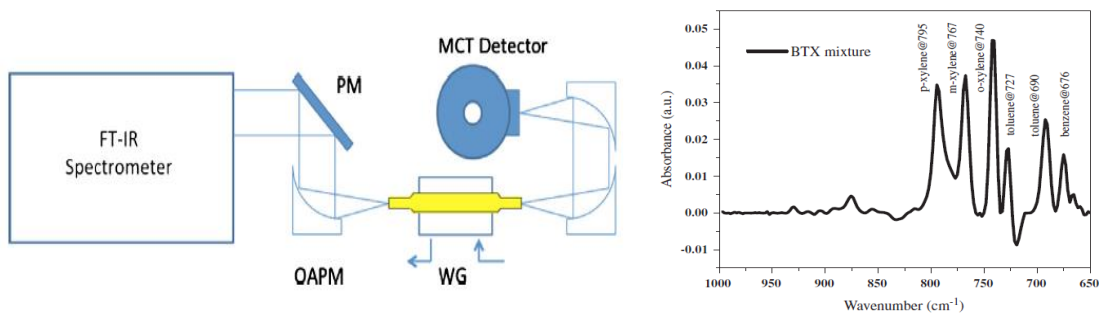 MCT Detector
PM
FT-IR
Spectrometer
OAPM
WG
0.05
0.04
0.03
0.02
0.01
0.00
-0.01
Absorbance (a.u.)
BTX mixture
p-xylene@795
m-xylene@767
o-xylene@740
toluene@727
toluene@690
benzene@676
1000
950
900
850
800
750
700
650
Wavenumber (cm⁻¹)